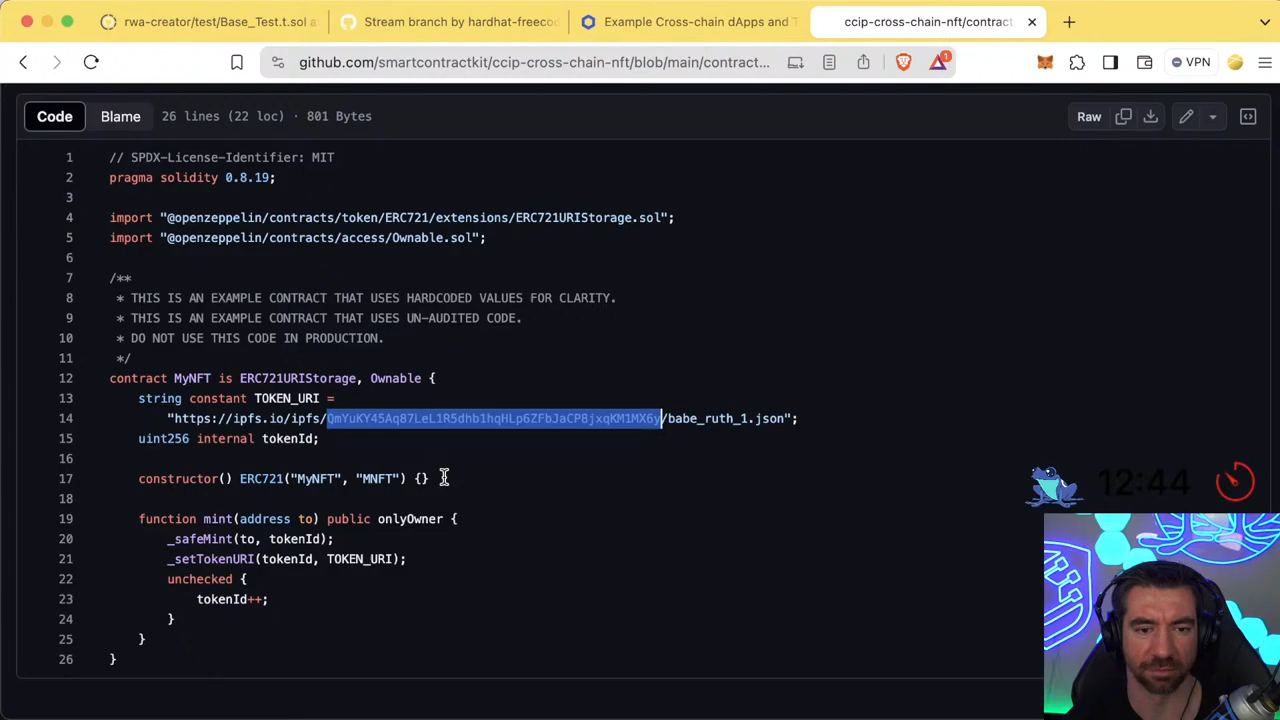 rwa-creator/test/Base_Test.t.sol a
Stream branch by hardhat-freecod
Example Cross-chain dApps and T
ccip-cross-chain-nft/contract
github.com/smartcontractkit/ccip-cross-chain-nft/blob/main/contract...
1
VPN
Code
Blame
26 lines (22 loc) · 801 Bytes
Raw
1 // SPDX-License-Identifier: MIT
2 pragma solidity 0.8.19;
3
4 import "@openzeppelin/contracts/token/ERC721/extensions/ERC721URIStorage.sol";
5 import "@openzeppelin/contracts/access/Ownable.sol";
6
7 /**
8 * THIS IS AN EXAMPLE CONTRACT THAT USES HARDCODED VALUES FOR CLARITY.
9 * THIS IS AN EXAMPLE CONTRACT THAT USES UN-AUDITED CODE.
10 * DO NOT USE THIS CODE IN PRODUCTION.
11 */
12 contract MyNFT is ERC721URIStorage, Ownable {
13 string constant TOKEN_URI =
14 "https://ipfs.io/ipfs/QmYuKY45Aq87LeL1R5dhb1hqHLp6ZFbJaCP8jxqKM1MX6y/babe_ruth_1.json";
15 uint256 internal tokenId;
16
17 constructor() ERC721("MyNFT", "MNFT") {}
18
19 function mint(address to) public onlyOwner {
20 _safeMint(to, tokenId);
21 _setTokenURI(tokenId, TOKEN_URI);
22 unchecked {
23 tokenId++;
24 }
25 }
26 }
12:44